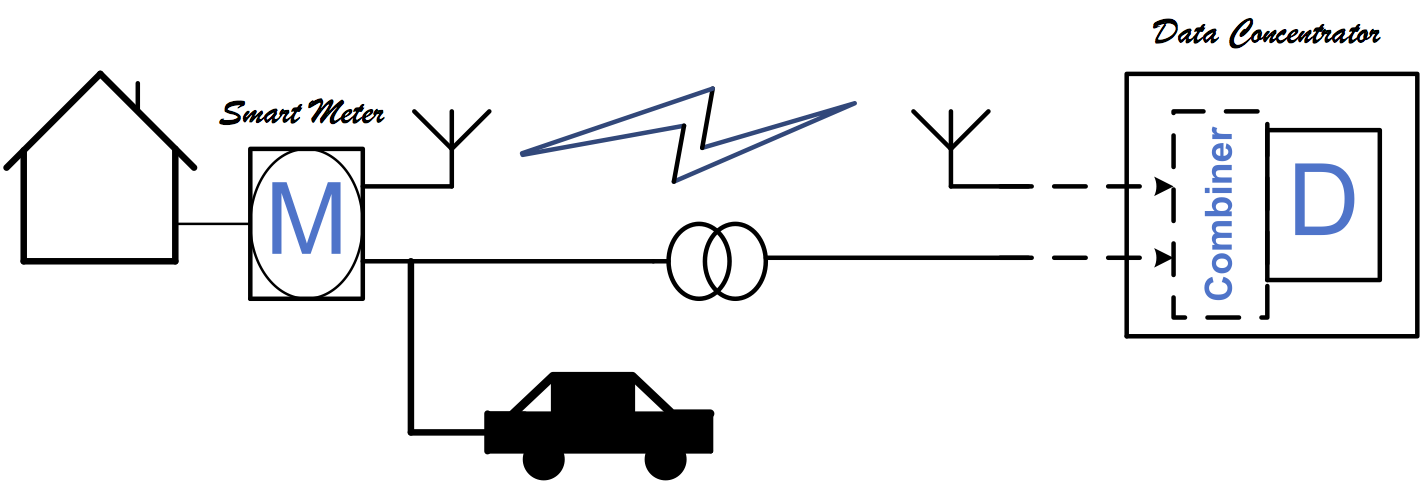 Data Concentrator
Smart Meter
M
Combiner
D